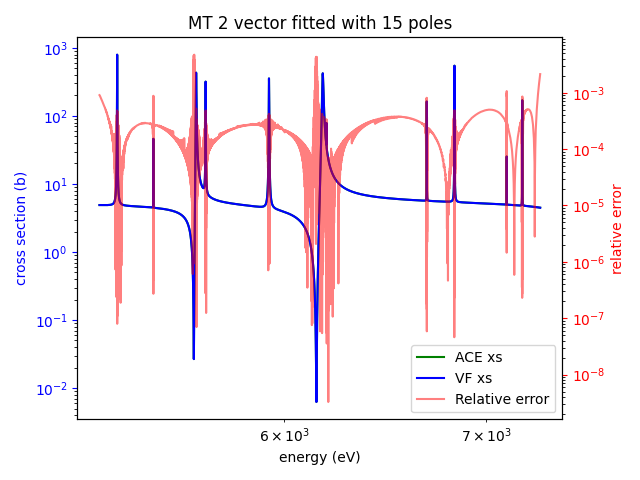 MT 2 vector fitted with 15 poles
10³
10²
10¹
10⁰
10⁻¹
10⁻²
cross section (b)
10⁻³
10⁻⁴
10⁻⁵
10⁻⁶
10⁻⁷
10⁻⁸
relative error
ACE xs
VF xs
Relative error
6 × 10³
7 × 10³
energy (eV)